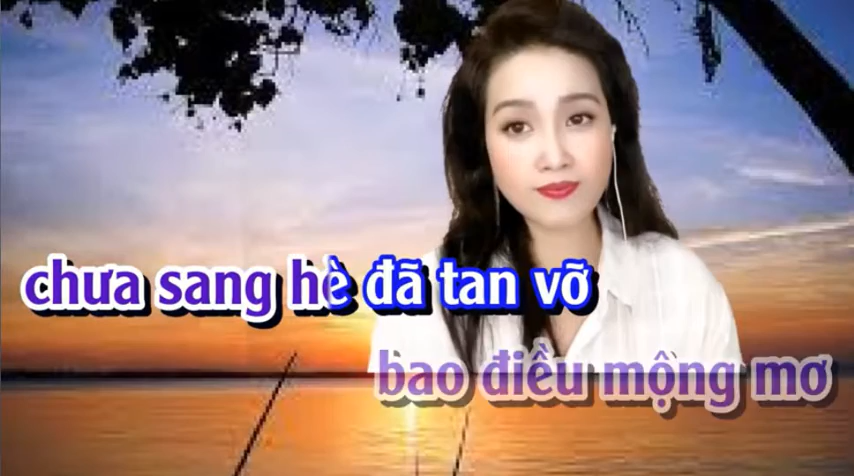 chưa sang hè đã tan vỡ
bao điều mộng mơ